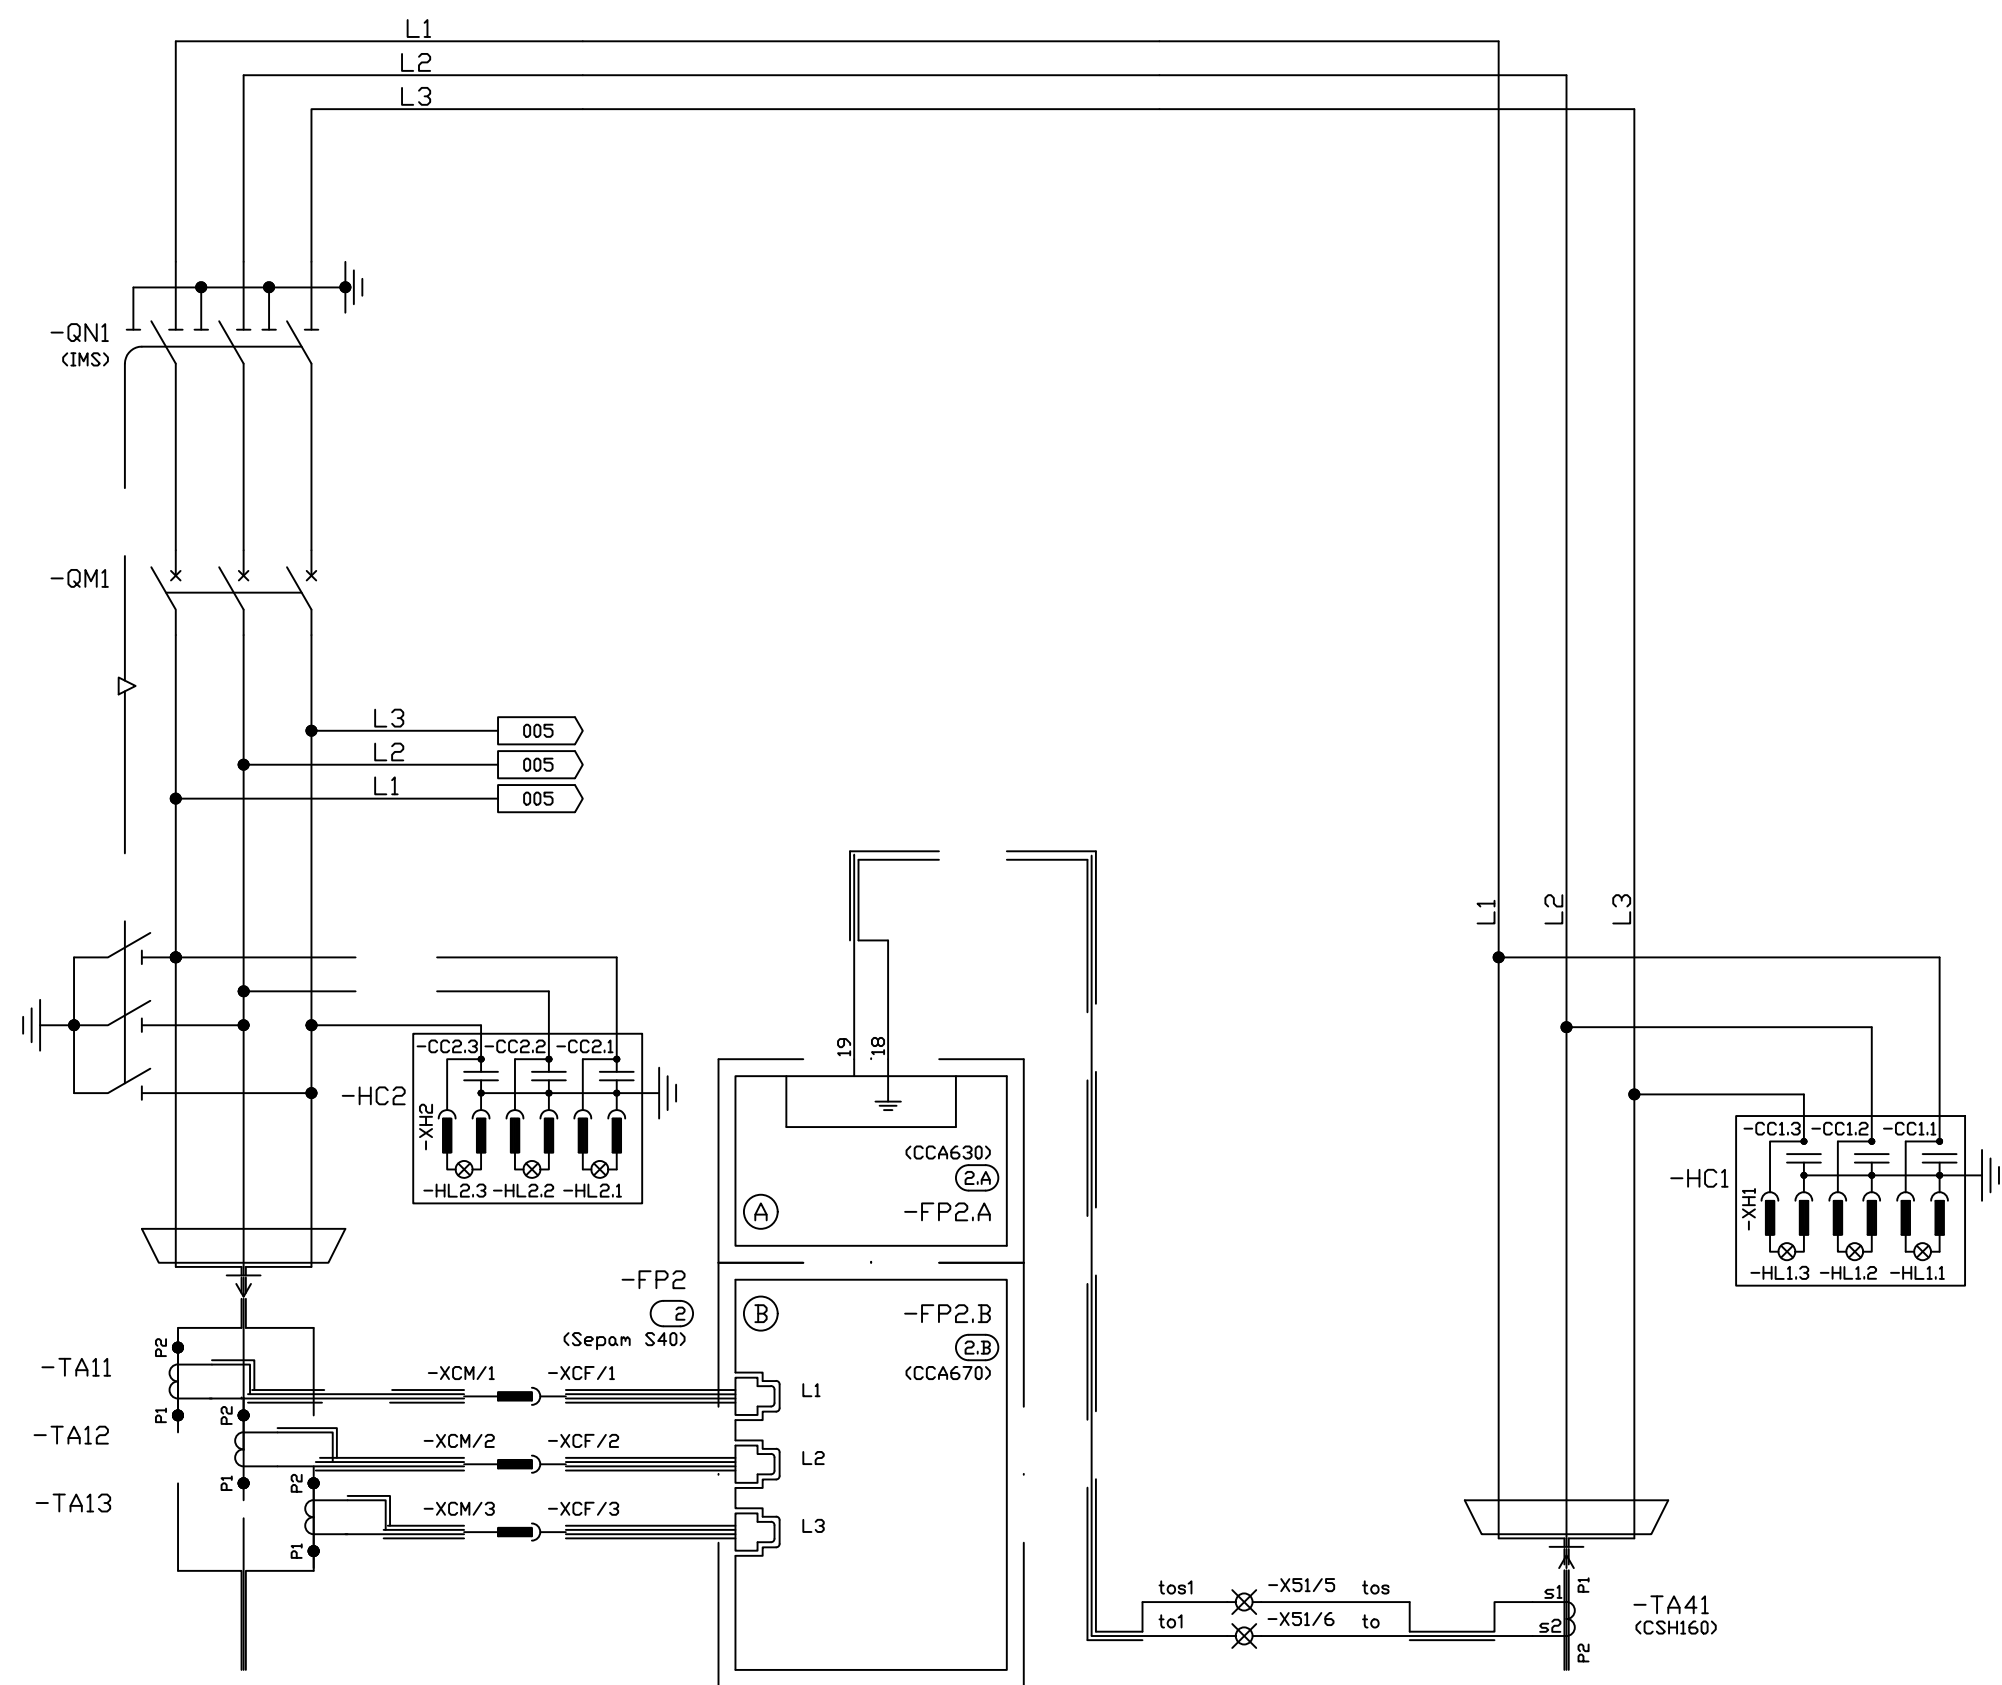 L1
L2
L3
-QN1
(IMS)
-QM1
L3
005
L2
005
L1
005
L1
L2
L3
19
18
-CC2.3
-CC2.2
-CC2.1
-HC2
-XH2
-HL2.3
-HL2.2
-HL2.1
-CC1.3
-CC1.2
-CC1.1
-HC1
-XH1
-HL1.3
-HL1.2
-HL1.1
(CCA630)
2.A
A
-FP2.A
-FP2
2
(Sepam S40)
B
-FP2.B
2.B
(CCA670)
P2
-TA11
P1
-XCM/1
-XCF/1
L1
P2
-TA12
P1
-XCM/2
-XCF/2
L2
P2
-TA13
P1
-XCM/3
-XCF/3
L3
tos1
-X51/5
tos
s1
P1
to1
-X51/6
to
s2
P2
-TA41
(CSH160)